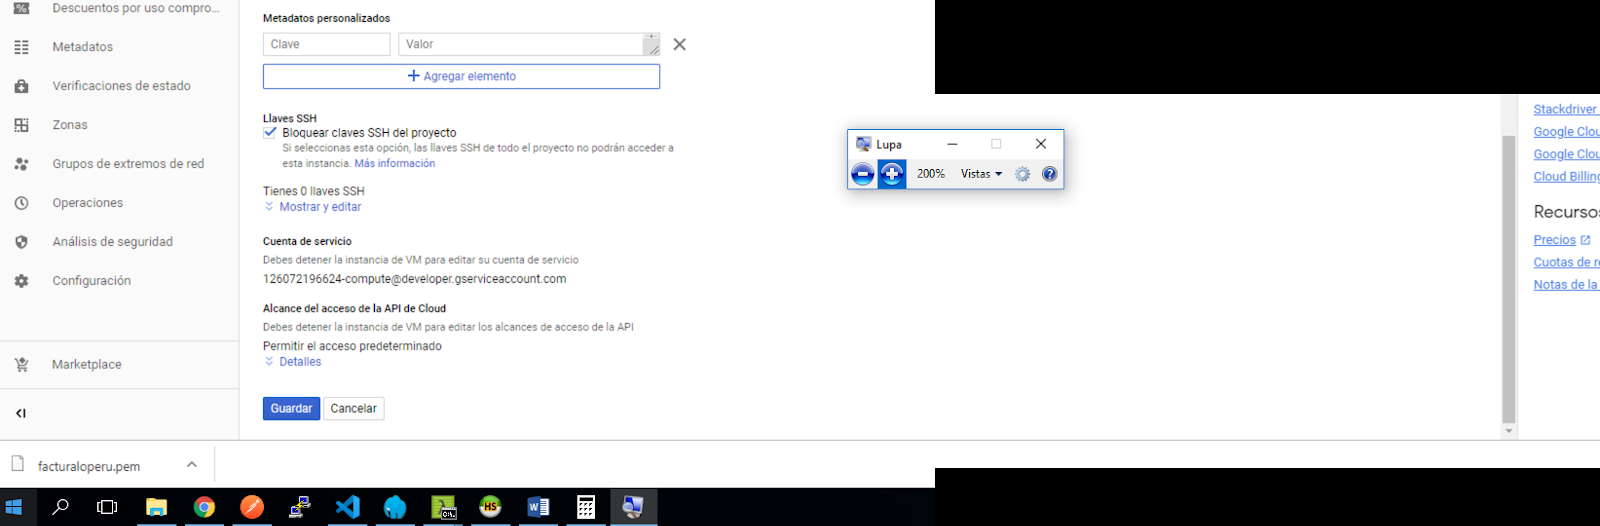 Descuentos por uso compro...
Metadatos
Verificaciones de estado
Zonas
Grupos de extremos de red
Operaciones
Análisis de seguridad
Configuración
Marketplace
Metadatos personalizados
Clave
Valor
Agregar elemento
Llaves SSH
Bloquear claves SSH del proyecto
Si seleccionas esta opción, las llaves SSH de todo el proyecto no podrán acceder a
esta instancia. Más información
Tienes 0 llaves SSH
Mostrar y editar
Cuenta de servicio
Debes detener la instancia de VM para editar su cuenta de servicio
126072196624-compute@developer.gserviceaccount.com
Alcance del acceso de la API de Cloud
Debes detener la instancia de VM para editar los alcances de acceso de la API
Permitir el acceso predeterminado
Detalles
Guardar
Cancelar
Lupa
200%
Vistas
Stackdriver
Google Clou
Google Clou
Cloud Billing
Recursos
Precios
Cuotas de r
Notas de la
facturaloperu.pem
HS